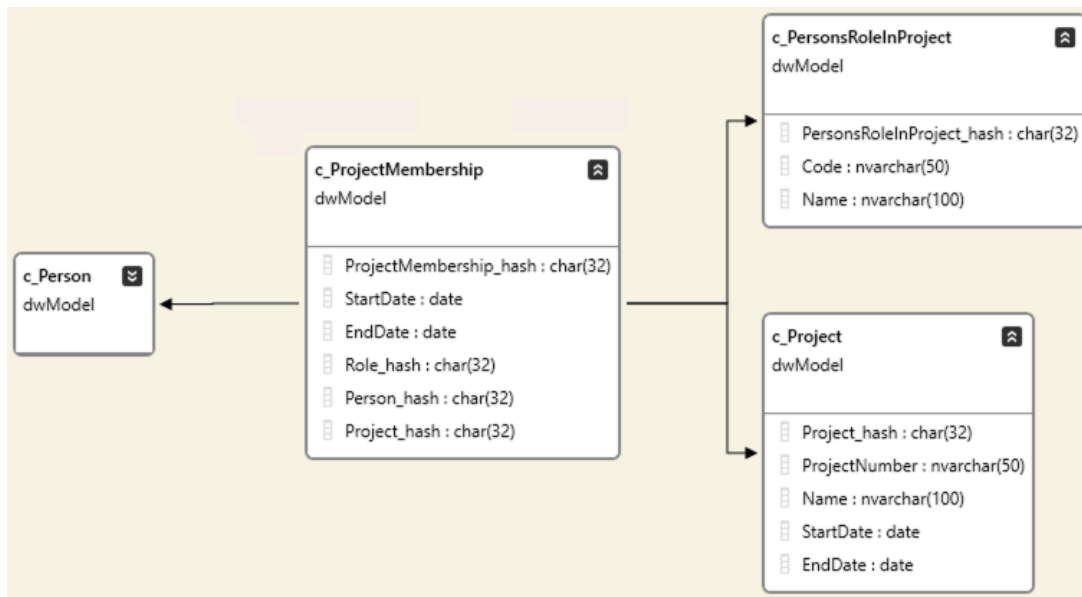 c_PersonsRoleInProject
dwModel
PersonsRoleInProject_hash : char(32)
Code : nvarchar(50)
Name : nvarchar(100)
c_ProjectMembership
dwModel
ProjectMembership_hash : char(32)
StartDate : date
EndDate : date
Role_hash : char(32)
Person_hash : char(32)
Project_hash : char(32)
c_Person
dwModel
c_Project
dwModel
Project_hash : char(32)
ProjectNumber : nvarchar(50)
Name : nvarchar(100)
StartDate : date
EndDate : date